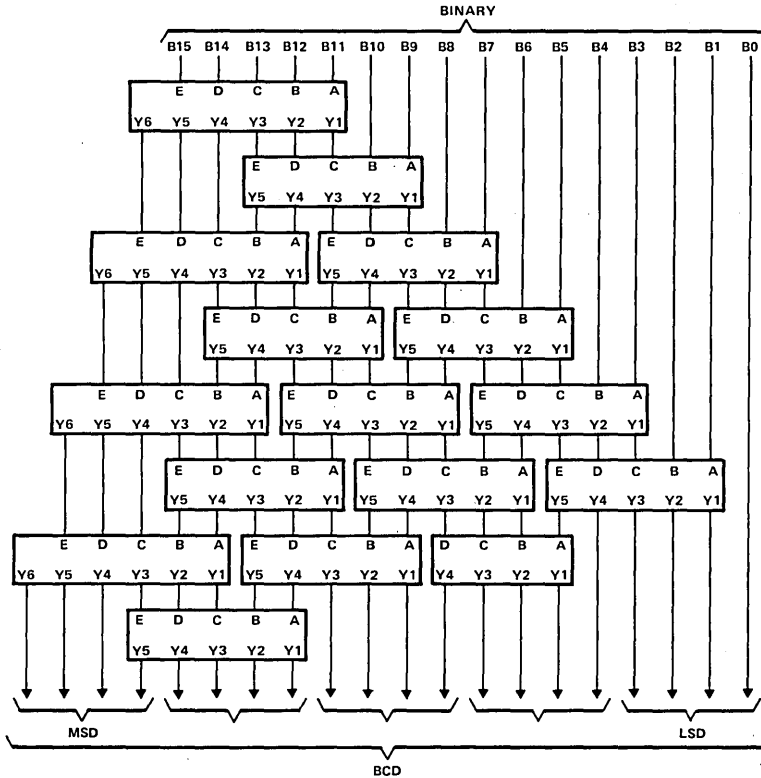 BINARY
B15 B14 B13 B12 B11 B10 B9 B8 B7 B6 B5 B4 B3 B2 B1 B0
E D C B A
Y6 Y5 Y4 Y3 Y2 Y1
E D C B A
Y5 Y4 Y3 Y2 Y1
E D C B A E D C B A
Y6 Y5 Y4 Y3 Y2 Y1 Y5 Y4 Y3 Y2 Y1
E D C B A E D C B A
Y5 Y4 Y3 Y2 Y1 Y5 Y4 Y3 Y2 Y1
E D C B A E D C B A E D C B A
Y6 Y5 Y4 Y3 Y2 Y1 Y5 Y4 Y3 Y2 Y1 Y5 Y4 Y3 Y2 Y1
E D C B A E D C B A E D C B A
Y5 Y4 Y3 Y2 Y1 Y5 Y4 Y3 Y2 Y1 Y5 Y4 Y3 Y2 Y1
E D C B A E D C B A D C B A
Y6 Y5 Y4 Y3 Y2 Y1 Y5 Y4 Y3 Y2 Y1 Y4 Y3 Y2 Y1
E D C B A
Y5 Y4 Y3 Y2 Y1
MSD LSD
BCD